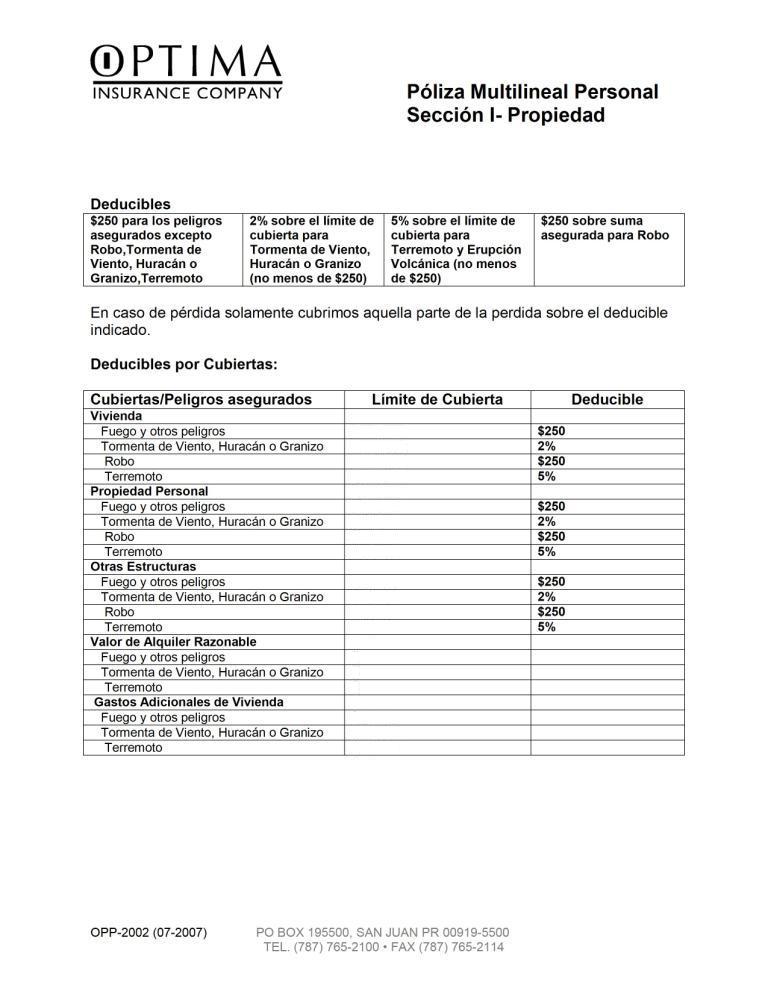 OPTIMA
INSURANCE COMPANY
Póliza Multilineal Personal
Sección I- Propiedad
Deducibles
$250 para los peligros
asegurados excepto
Robo,Tormenta de
Viento, Huracán o
Granizo,Terremoto
2% sobre el límite de
cubierta para
Tormenta de Viento,
Huracán o Granizo
(no menos de $250)
5% sobre el límite de
cubierta para
Terremoto y Erupción
Volcánica (no menos
de $250)
$250 sobre suma
asegurada para Robo
En caso de pérdida solamente cubrimos aquella parte de la perdida sobre el deducible
indicado.
Deducibles por Cubiertas:
Cubiertas/Peligros asegurados Límite de Cubierta Deducible
Vivienda
Fuego y otros peligros $250
Tormenta de Viento, Huracán o Granizo 2%
Robo $250
Terremoto 5%
Propiedad Personal
Fuego y otros peligros $250
Tormenta de Viento, Huracán o Granizo 2%
Robo $250
Terremoto 5%
Otras Estructuras
Fuego y otros peligros $250
Tormenta de Viento, Huracán o Granizo 2%
Robo $250
Terremoto 5%
Valor de Alquiler Razonable
Fuego y otros peligros
Tormenta de Viento, Huracán o Granizo
Terremoto
Gastos Adicionales de Vivienda
Fuego y otros peligros
Tormenta de Viento, Huracán o Granizo
Terremoto
OPP-2002 (07-2007) PO BOX 195500, SAN JUAN PR 00919-5500
TEL. (787) 765-2100 • FAX (787) 765-2114